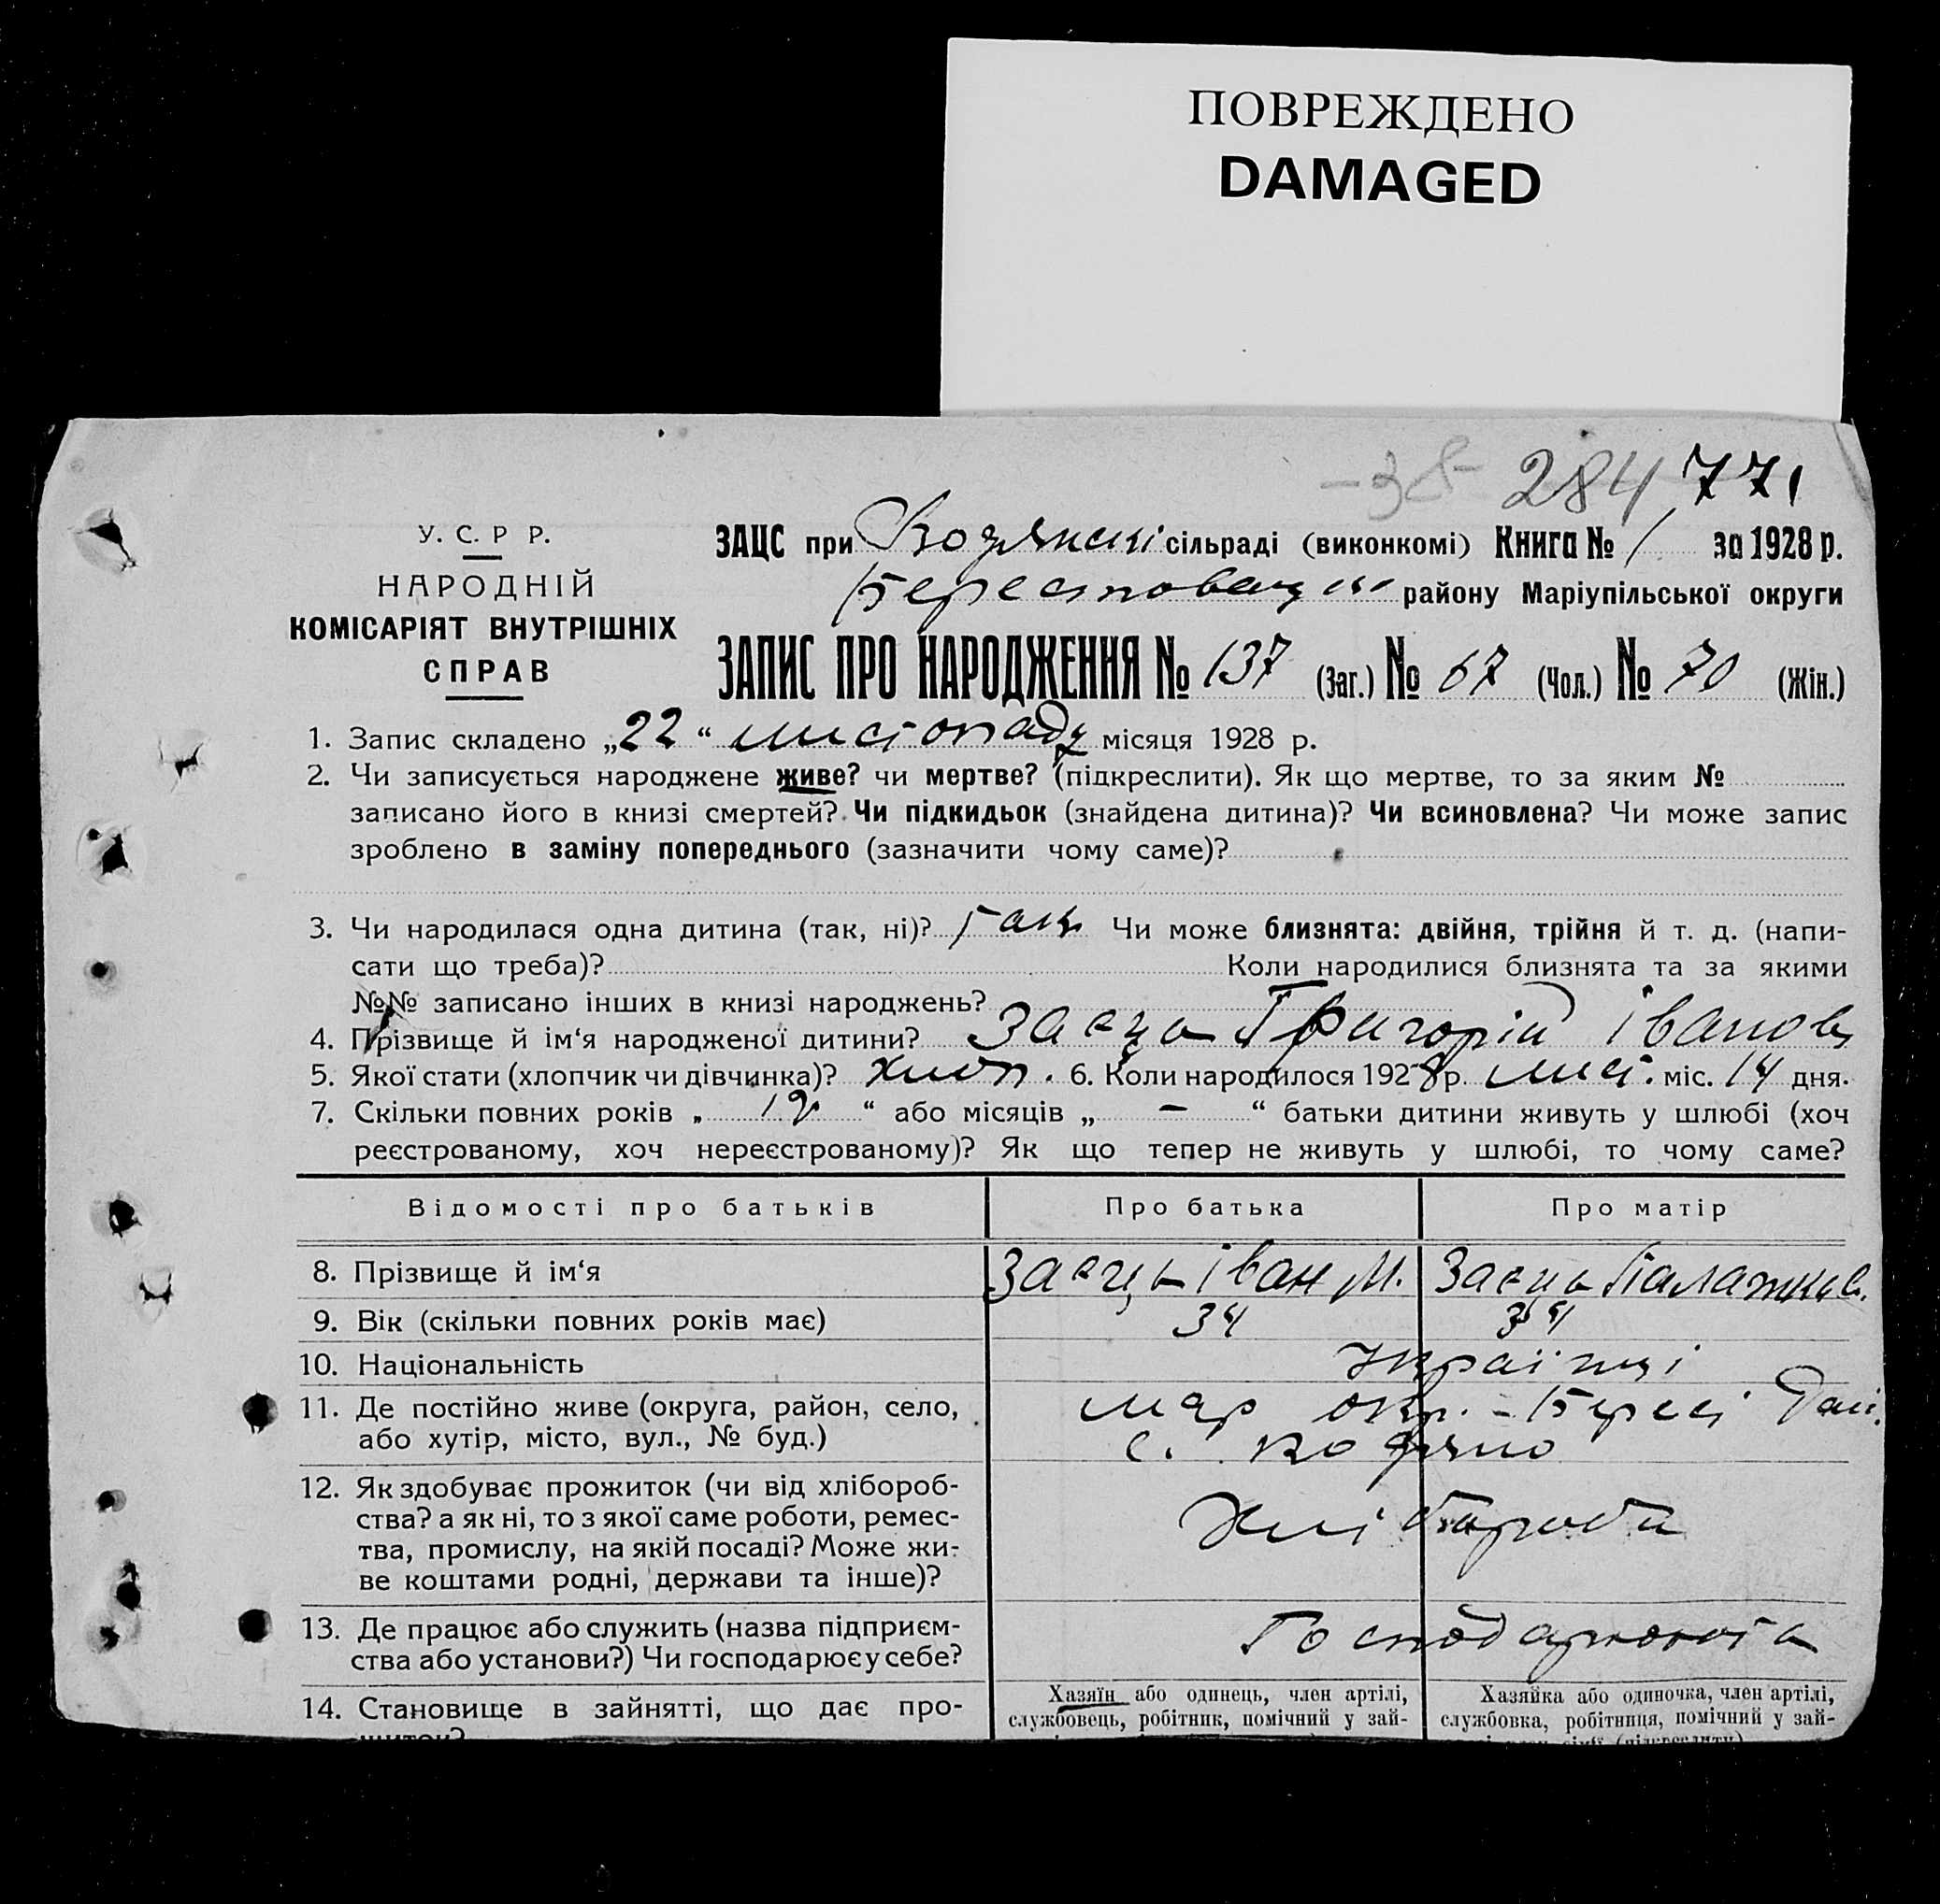 ПОВРЕЖДЕНО
DAMAGED
-38- 284 771
У. С. Р Р.
НАРОДНІЙ
КОМІСАРІЯТ ВНУТРІШНІХ
СПРАВ
ЗАЦС при Водянскі сільраді (виконкомі) Книга № 1 за 1928 р.
району Маріупільської округи
ЗАПИС ПРО НАРОДЖЕННЯ № 137 (Заг.) № 67 (Чол.) № 70 (Жін.)
1. Запис складено „22“ листопаду місяця 1928 р.
2. Чи записується народжене живе? чи мертве? (підкреслити). Як що мертве, то за яким №
записано його в книзі смертей? Чи підкидьок (знайдена дитина)? Чи всиновлена? Чи може запис
зроблено в заміну попереднього (зазначити чому саме)?
3. Чи народилася одна дитина (так, ні)? так Чи може близнята: двійня, трійня й т. д. (напи-
сати що треба)? Коли народилися близнята та за якими
№№ записано інших в книзі народжень?
4. Прізвище й ім‘я народженої дитини? Заєць Григорій Іванов
5. Якої стати (хлопчик чи дівчинка)? хлоп. 6. Коли народилося 1928 р. лист. міс. 14 дня.
7. Скільки повних років „ “ або місяців „ – “ батьки дитини живуть у шлюбі (хоч
реєстрованому, хоч нереєстрованому)? Як що тепер не живуть у шлюбі, то чому саме?
Відомості про батьків Про батька Про матір
8. Прізвище й ім‘я Заєць Іван М. Заєць Палажка
9. Вік (скільки повних років має) 34 34
10. Національність Українці
11. Де постійно живе (округа, район, село, Мар окр. - Берест
або хутір, місто, вул., № буд.) с. Водяно
12. Як здобуває прожиток (чи від хлібороб-
ства? а як ні, то з якої саме роботи, ремес- Хліборобст
тва, промислу, на якій посаді? Може жи-
ве коштами родні, держави та інше)?
13. Де працює або служить (назва підприєм- Господарюють
ства або установи?) Чи господарює у себе?
14. Становище в зайнятті, що дає про- Хазяїн або одинець, член артілі, Хазяйка або одиночка, член артілі,
житок? службовець, робітник, помічний у зай- службовка, робітниця, помічний у зай-